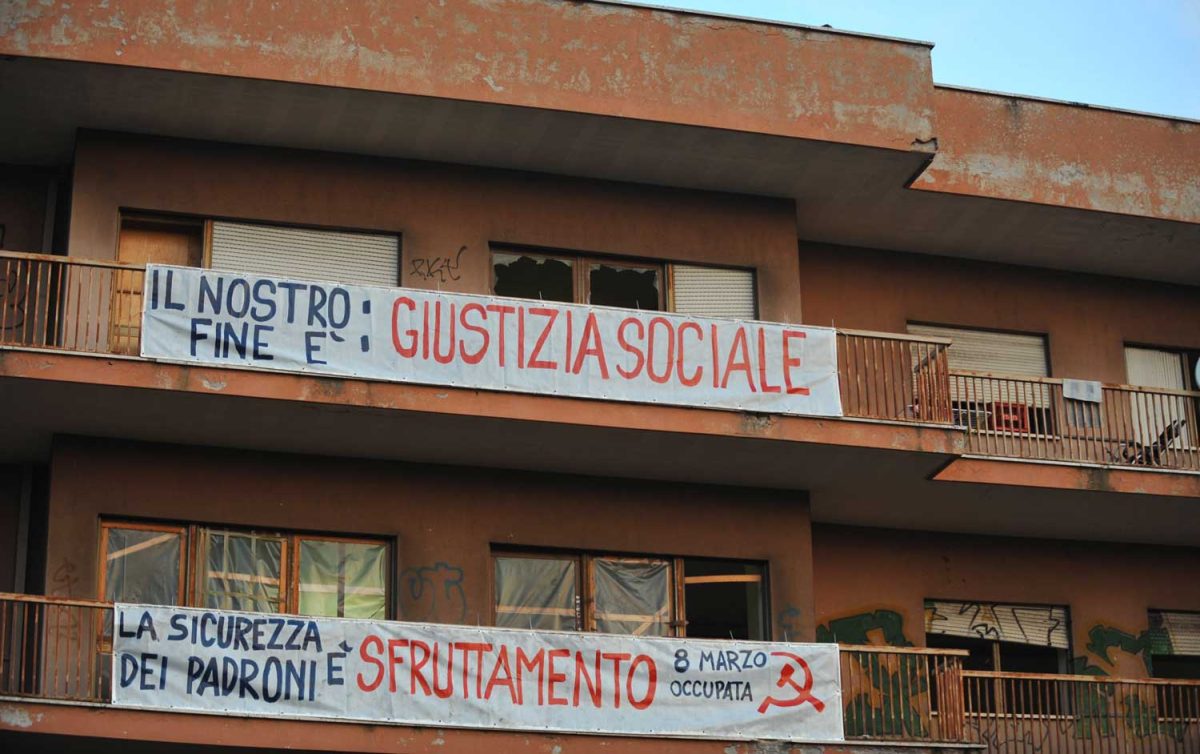 IL NOSTRO
FINE È : GIUSTIZIA SOCIALE
LA SICUREZZA
DEI PADRONI È SFRUTTAMENTO
8 MARZO
OCCUPATA